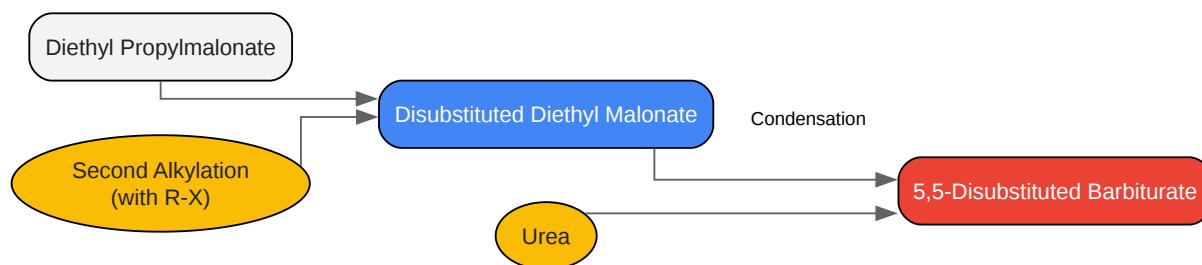 Diethyl Propylmalonate
Disubstituted Diethyl Malonate
Condensation
Second Alkylation
(with R-X)
5,5-Disubstituted Barbiturate
Urea